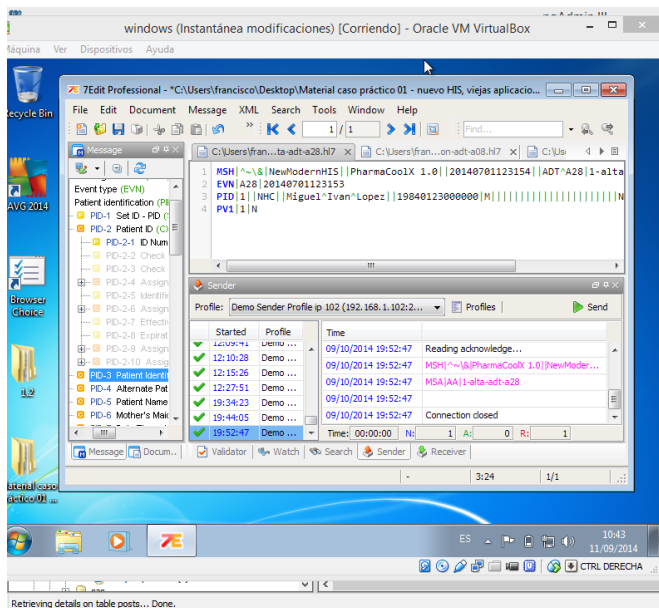 windows (Instantánea modificaciones) [Corriendo] - Oracle VM VirtualBox
Máquina Ver Dispositivos Ayuda
Recycle Bin
AVG 2014
Browser Choice
1,2
7Edit Professional - *C:\Users\francisco\Desktop\Material caso práctico 01 - nuevo HIS, viejas aplicacio...
File Edit Document Message XML Search Tools Window Help
1 / 1
Find...
Message
Event type (EVN)
Patient identification (PI
PID-1 Set ID - PID (
PID-2 Patient ID (C)
PID-2-1 ID Num
PID-2-2 Check
PID-2-3 Check
PID-2-4 Assign
PID-2-5 Identifi
PID-2-6 Assign
PID-2-7 Effecti
PID-2-8 Expirat
PID-2-9 Assign
PID-2-10 Assig
PID-3 Patient Identif
PID-4 Alternate Pat
PID-5 Patient Name
PID-6 Mother's Maid
Message Docum...
C:\Users\fran...ta-adt-a28.hl7 C:\Users\fran...on-adt-a08.hl7 C:\Us
1 MSH|^~\&|NewModernHIS||PharmaCoolX 1.0||20140701123154||ADT^A28|1-alta
2 EVN|A28|20140701123153
3 PID|1||NHC||Miguel^Ivan^Lopez||19840123000000|M||||||||||||||||||||||N
4 PV1|1|N
Sender
Profile: Demo Sender Profile ip 102 (192.168.1.102:2... Profiles Send
Started Profile
12:09:41 Demo ...
12:10:28 Demo ...
12:15:26 Demo ...
12:27:51 Demo ...
19:34:23 Demo ...
19:44:05 Demo ...
19:52:47 Demo ...
Time
09/10/2014 19:52:47 Reading adknowledge...
09/10/2014 19:52:47 MSH|^~\&|PharmaCoolX 1.0||NewModer...
09/10/2014 19:52:47 MSA|AA|1-alta-adt-a28
09/10/2014 19:52:47
09/10/2014 19:52:47 Connection closed
Time: 00:00:00 N: 1 A: 0 R: 1
Validator Watch Search Sender Receiver
- 3:24 1/1
ES 10:43
11/09/2014
CTRL DERECHA
Retrieving details on table posts... Done.